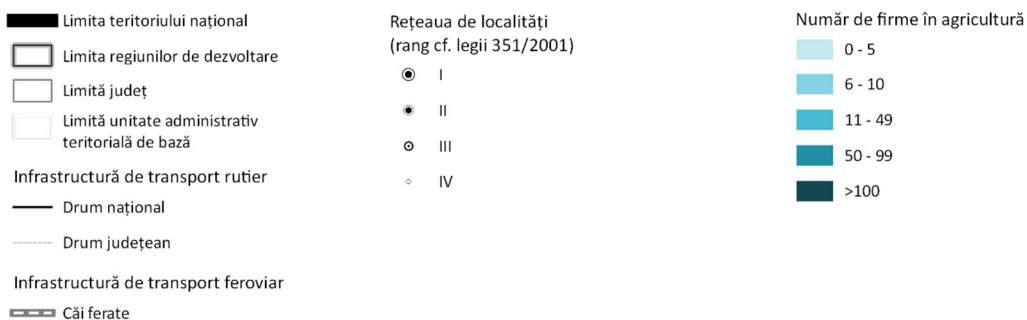 Limita teritoriului național
Limita regiunilor de dezvoltare
Limită județ
Limită unitate administrativ
teritorială de bază
Infrastructură de transport rutier
Drum național
Drum județean
Infrastructură de transport feroviar
Căi ferate
Rețeaua de localități
(rang cf. legii 351/2001)
I
II
III
IV
Număr de firme în agricultură
0 - 5
6 - 10
11 - 49
50 - 99
>100